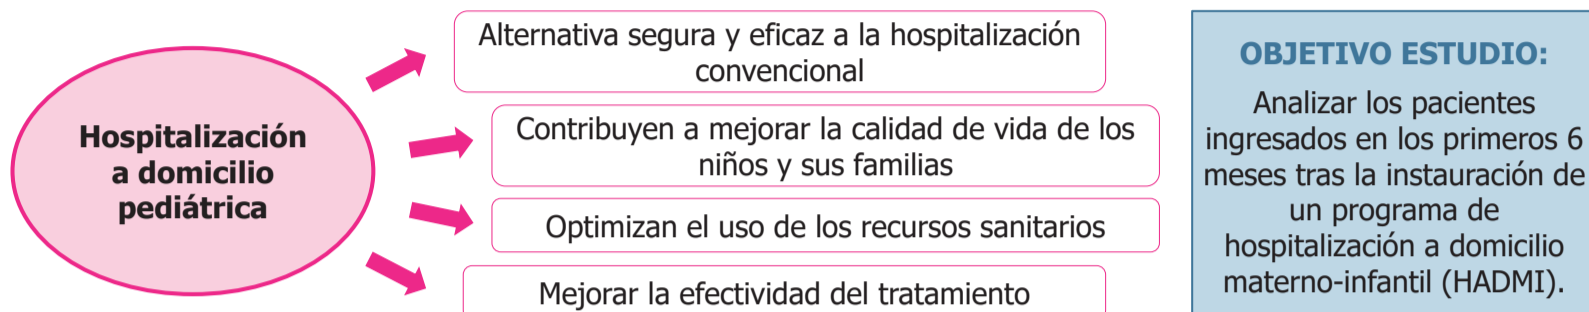 Hospitalización
a domicilio
pediátrica
Alternativa segura y eficaz a la hospitalización
convencional
Contribuyen a mejorar la calidad de vida de los
niños y sus familias
Optimizan el uso de los recursos sanitarios
Mejorar la efectividad del tratamiento
OBJETIVO ESTUDIO:
Analizar los pacientes
ingresados en los primeros 6
meses tras la instauración de
un programa de
hospitalización a domicilio
materno-infantil (HADMI).